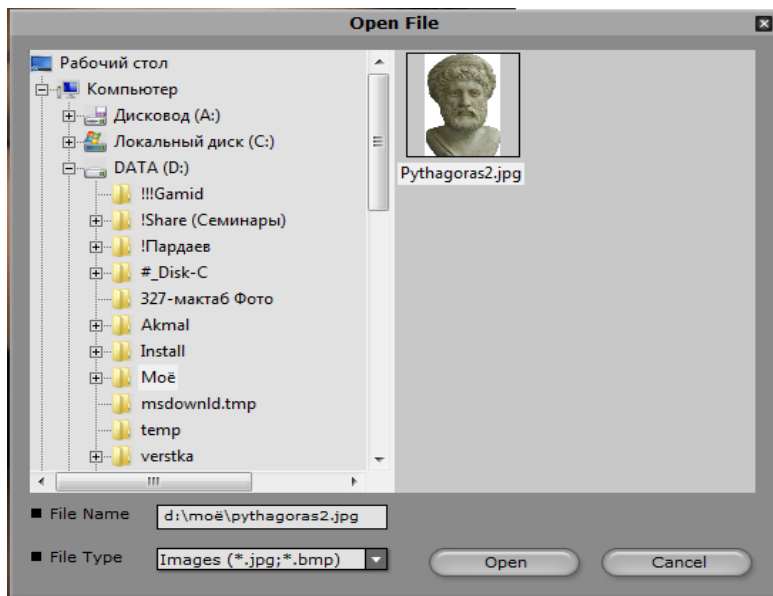 Open File
Рабочий стол
Компьютер
Дисковод (A:)
Локальный диск (C:)
DATA (D:)
!!!Gamid
!Share (Семинары)
!Пардаев
#_Disk-C
327-мактаб Фото
Akmal
Install
Моё
msdownld.tmp
temp
verstka
Pythagoras2.jpg
File Name
d:\моё\pythagoras2.jpg
File Type
Images (*.jpg;*.bmp)
Open
Cancel